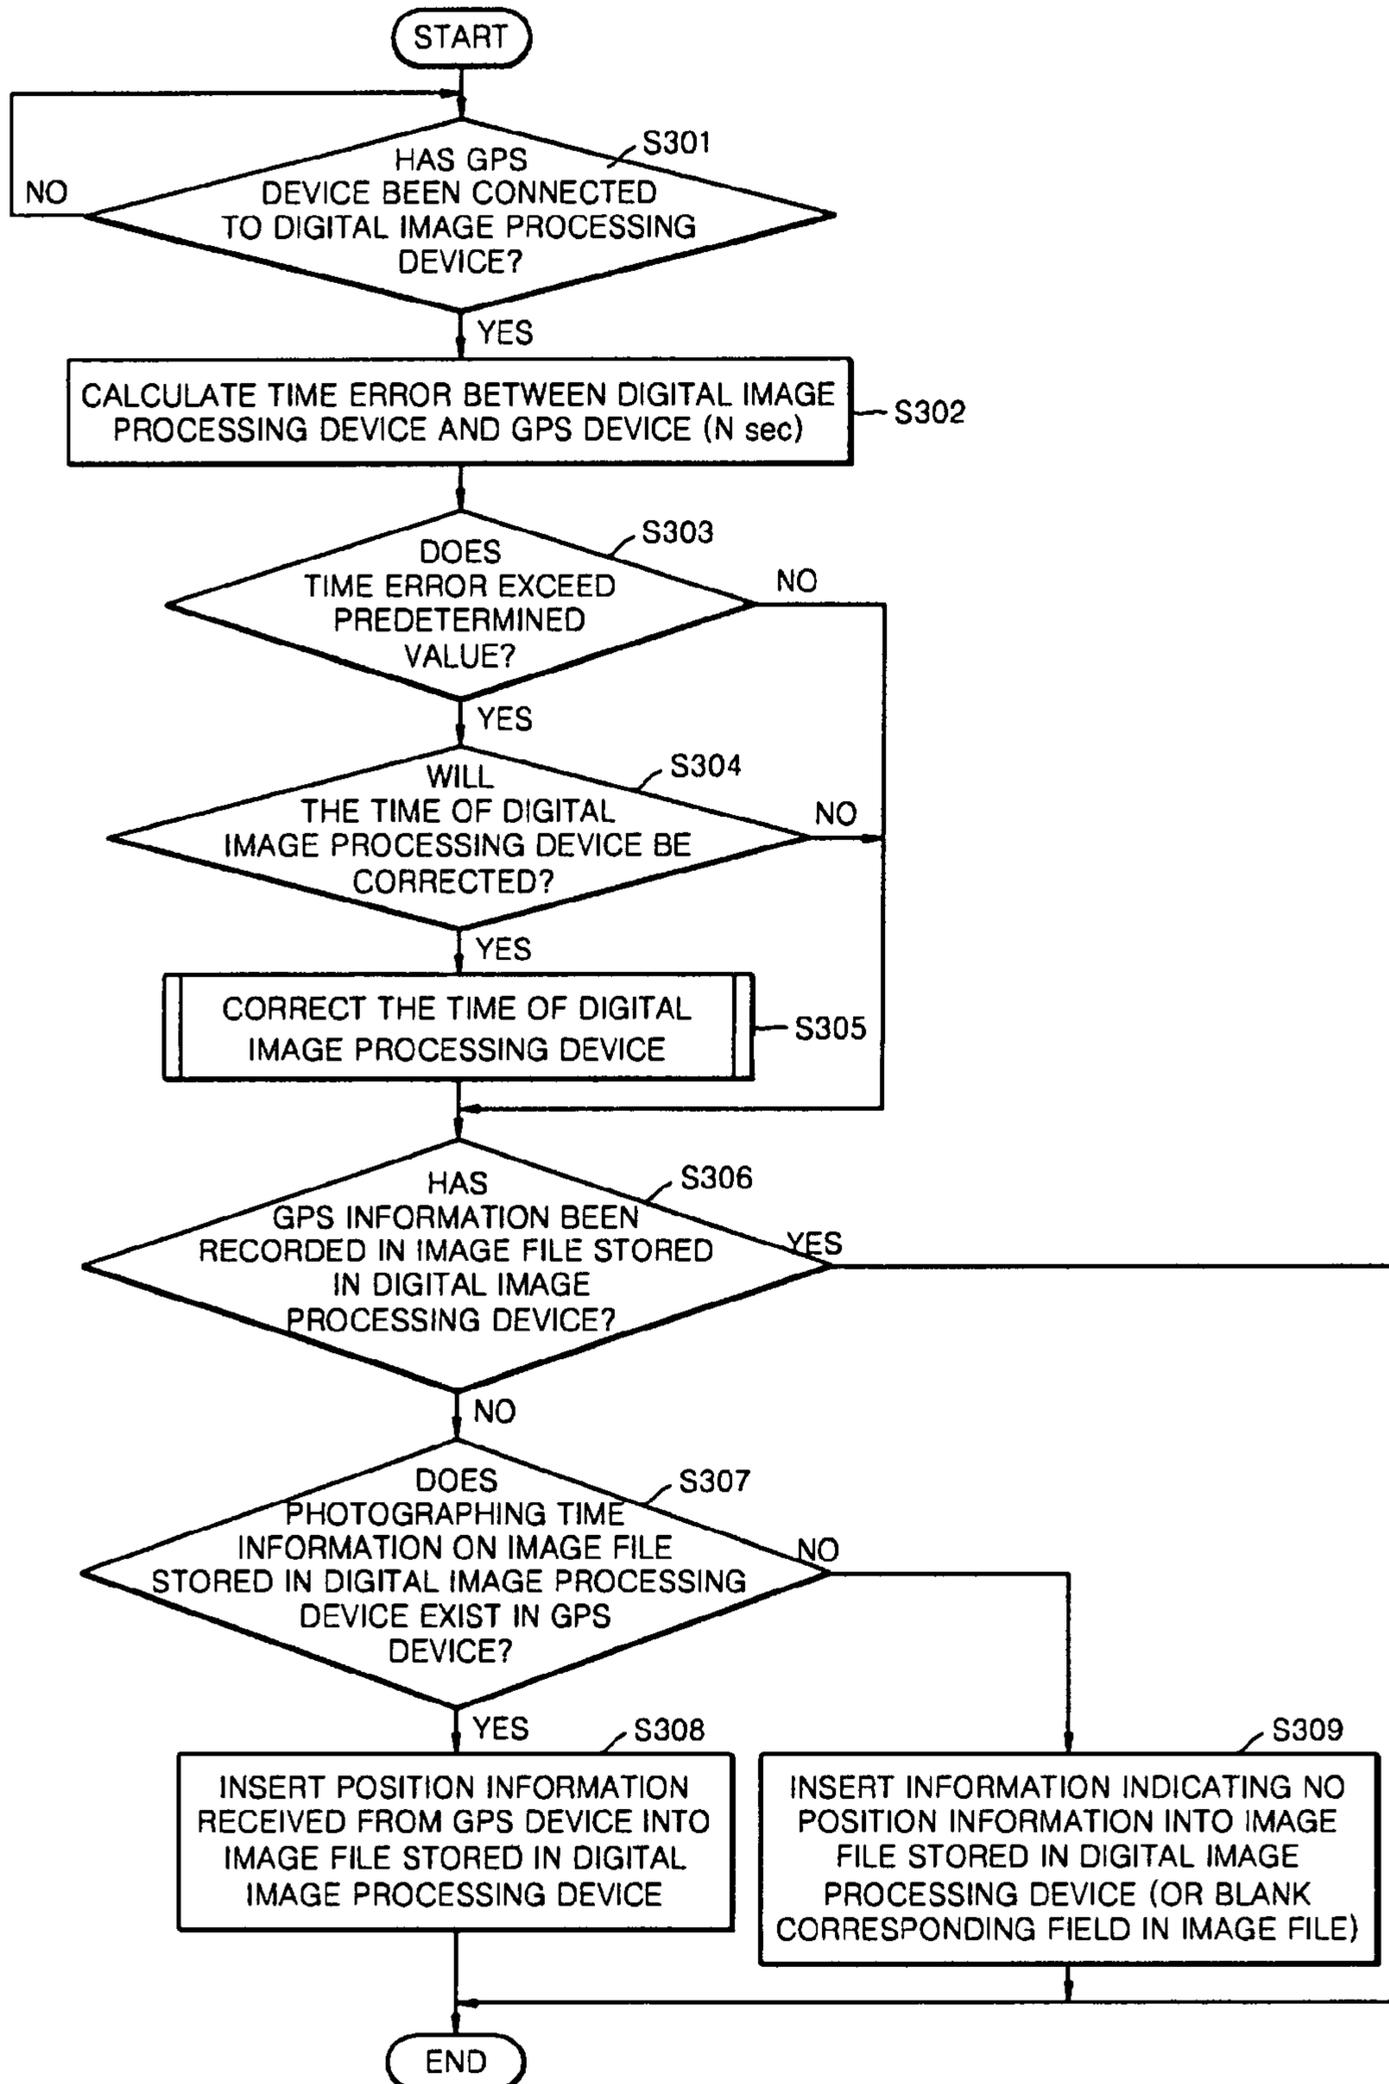 START
S301
HAS GPS
DEVICE BEEN CONNECTED
TO DIGITAL IMAGE PROCESSING
DEVICE?
NO
YES
CALCULATE TIME ERROR BETWEEN DIGITAL IMAGE
PROCESSING DEVICE AND GPS DEVICE (N sec)
S302
S303
DOES
TIME ERROR EXCEED
PREDETERMINED
VALUE?
NO
YES
S304
WILL
THE TIME OF DIGITAL
IMAGE PROCESSING DEVICE BE
CORRECTED?
NO
YES
CORRECT THE TIME OF DIGITAL
IMAGE PROCESSING DEVICE
S305
S306
HAS
GPS INFORMATION BEEN
RECORDED IN IMAGE FILE STORED
IN DIGITAL IMAGE
PROCESSING DEVICE?
YES
NO
S307
DOES
PHOTOGRAPHING TIME
INFORMATION ON IMAGE FILE
STORED IN DIGITAL IMAGE PROCESSING
DEVICE EXIST IN GPS
DEVICE?
NO
YES
S308
INSERT POSITION INFORMATION
RECEIVED FROM GPS DEVICE INTO
IMAGE FILE STORED IN DIGITAL
IMAGE PROCESSING DEVICE
S309
INSERT INFORMATION INDICATING NO
POSITION INFORMATION INTO IMAGE
FILE STORED IN DIGITAL IMAGE
PROCESSING DEVICE (OR BLANK
CORRESPONDING FIELD IN IMAGE FILE)
END